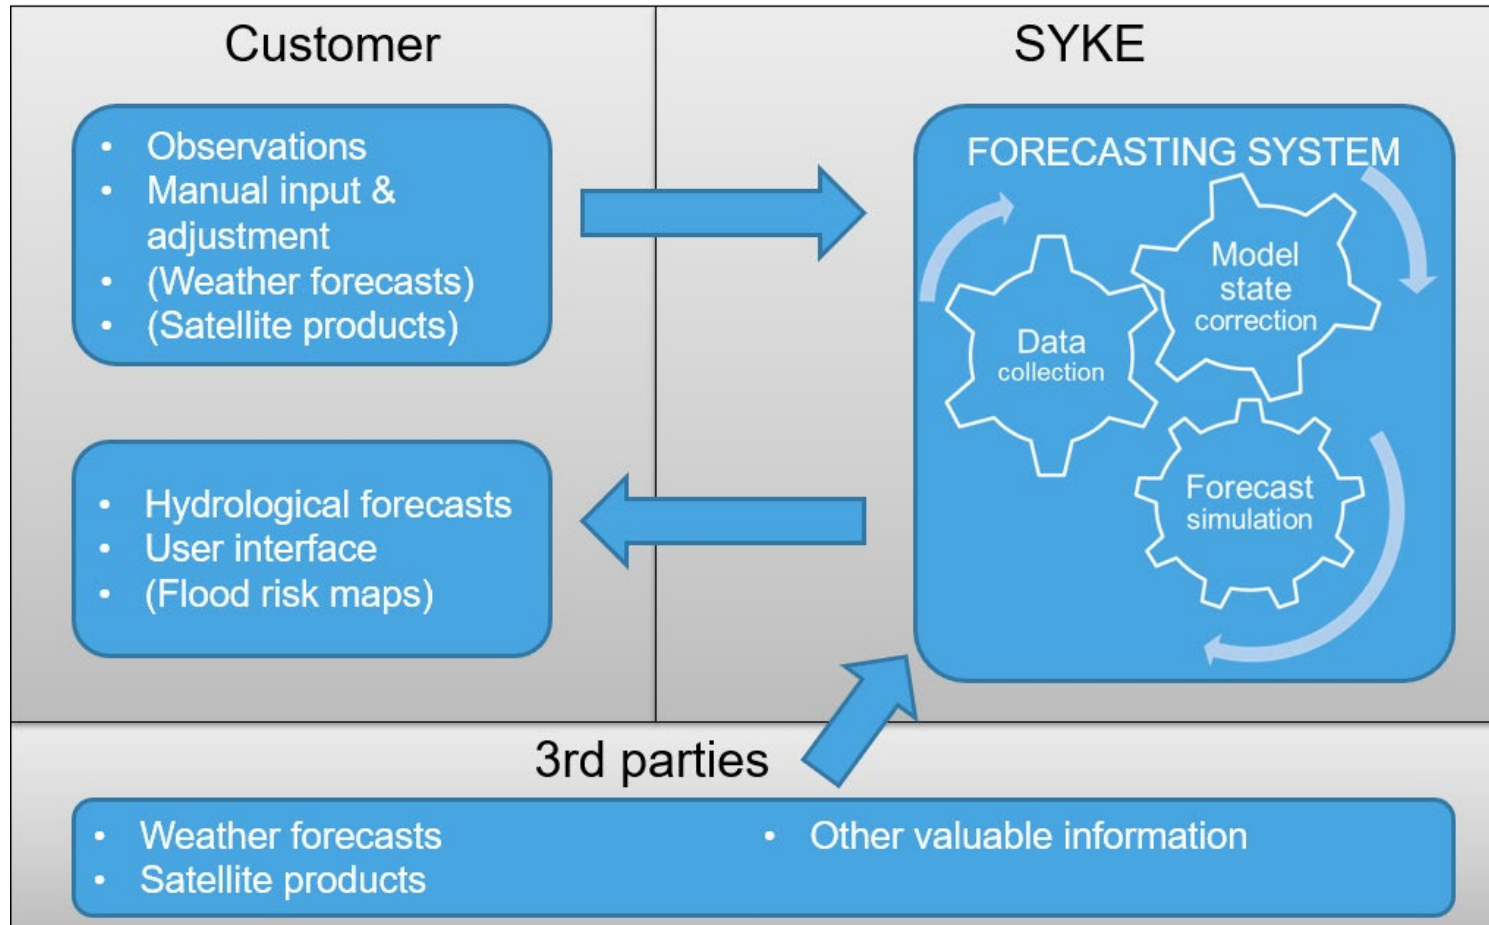 Customer
• Observations
• Manual input &
adjustment
• (Weather forecasts)
• (Satellite products)
• Hydrological forecasts
• User interface
• (Flood risk maps)
SYKE
FORECASTING SYSTEM
Model
state
correction
Data
collection
Forecast
simulation
3rd parties
• Weather forecasts
• Satellite products
• Other valuable information